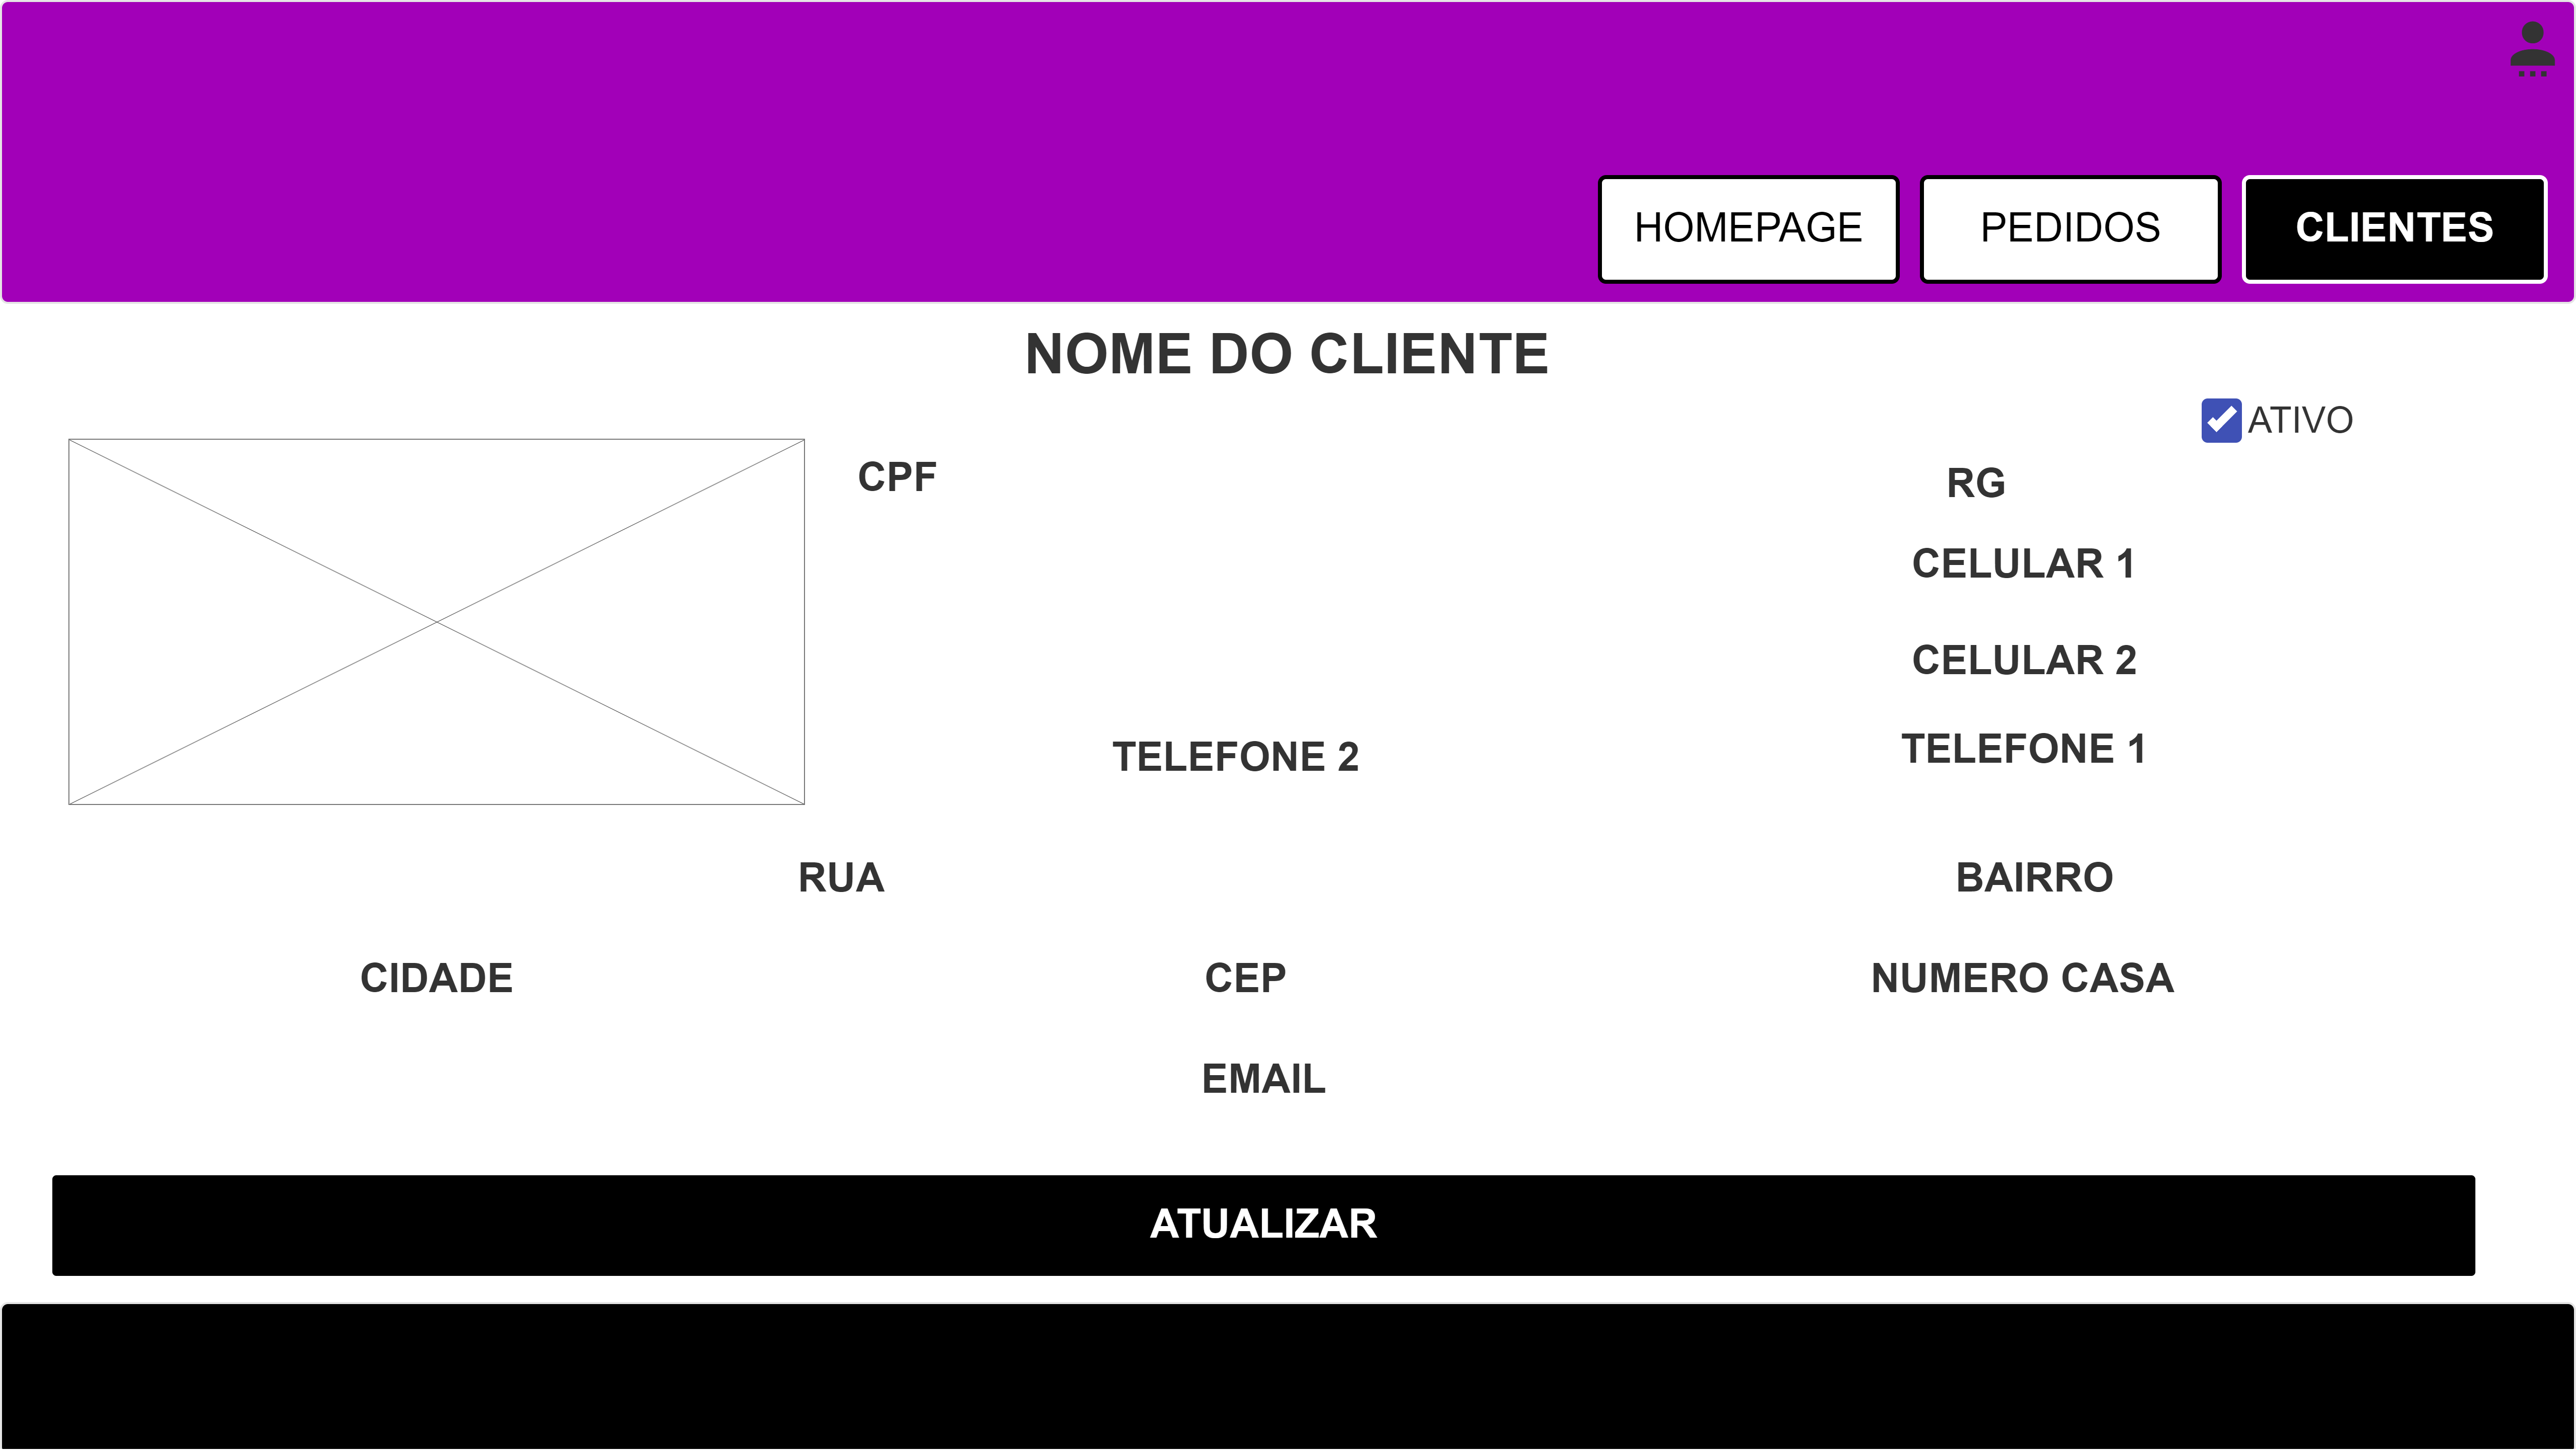 HOMEPAGE
PEDIDOS
CLIENTES
NOME DO CLIENTE
ATIVO
CPF
RG
CELULAR 1
CELULAR 2
TELEFONE 2
TELEFONE 1
RUA
BAIRRO
CIDADE
CEP
NUMERO CASA
EMAIL
ATUALIZAR